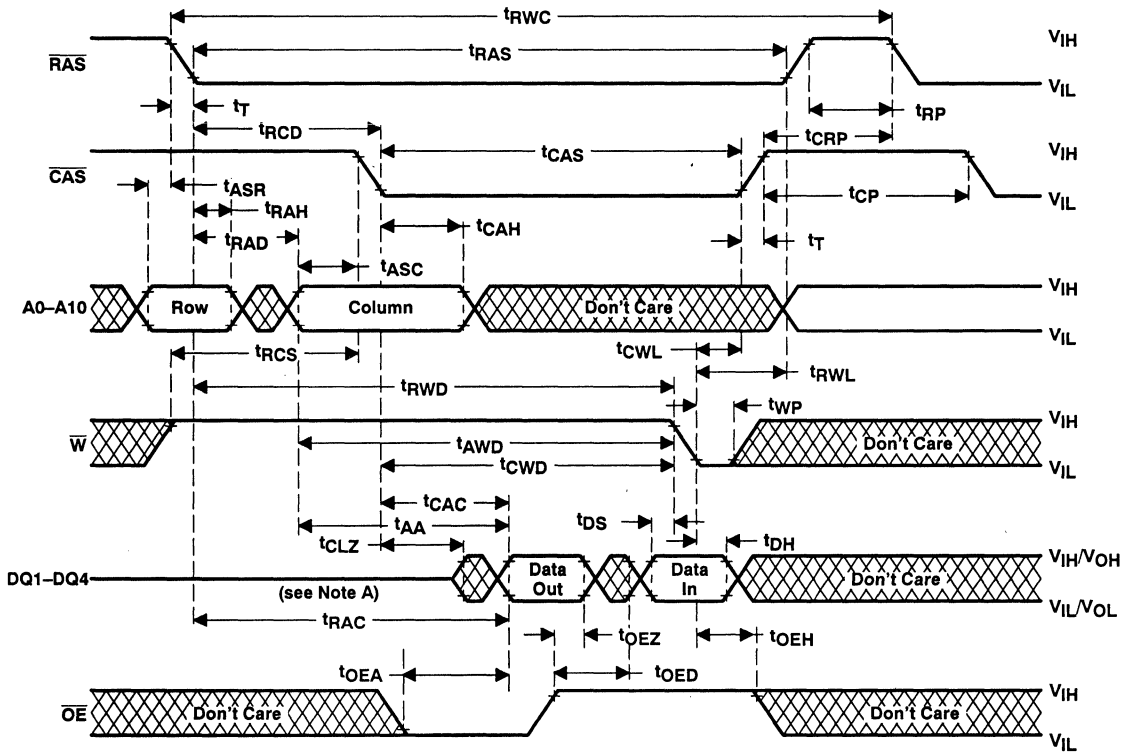 tRWC
VIH
RAS
tRAS
VIL
tT
tRP
tRCD
tCRP
VIH
CAS
tCAS
tASR
tCP
VIL
tRAH
tCAH
tRAD
tT
tASC
VIH
A0–A10
Row
Column
Don't Care
VIL
tCWL
tRCS
tRWL
tRWD
tWP
VIH
W
tAWD
Don't Care
tCWD
VIL
tCAC
tAA
tDS
tCLZ
tDH
VIH/VOH
DQ1–DQ4
Data Out
Data In
Don't Care
(see Note A)
VIL/VOL
tRAC
tOEZ
tOEH
tOEA
tOED
VIH
OE
Don't Care
Don't Care
VIL